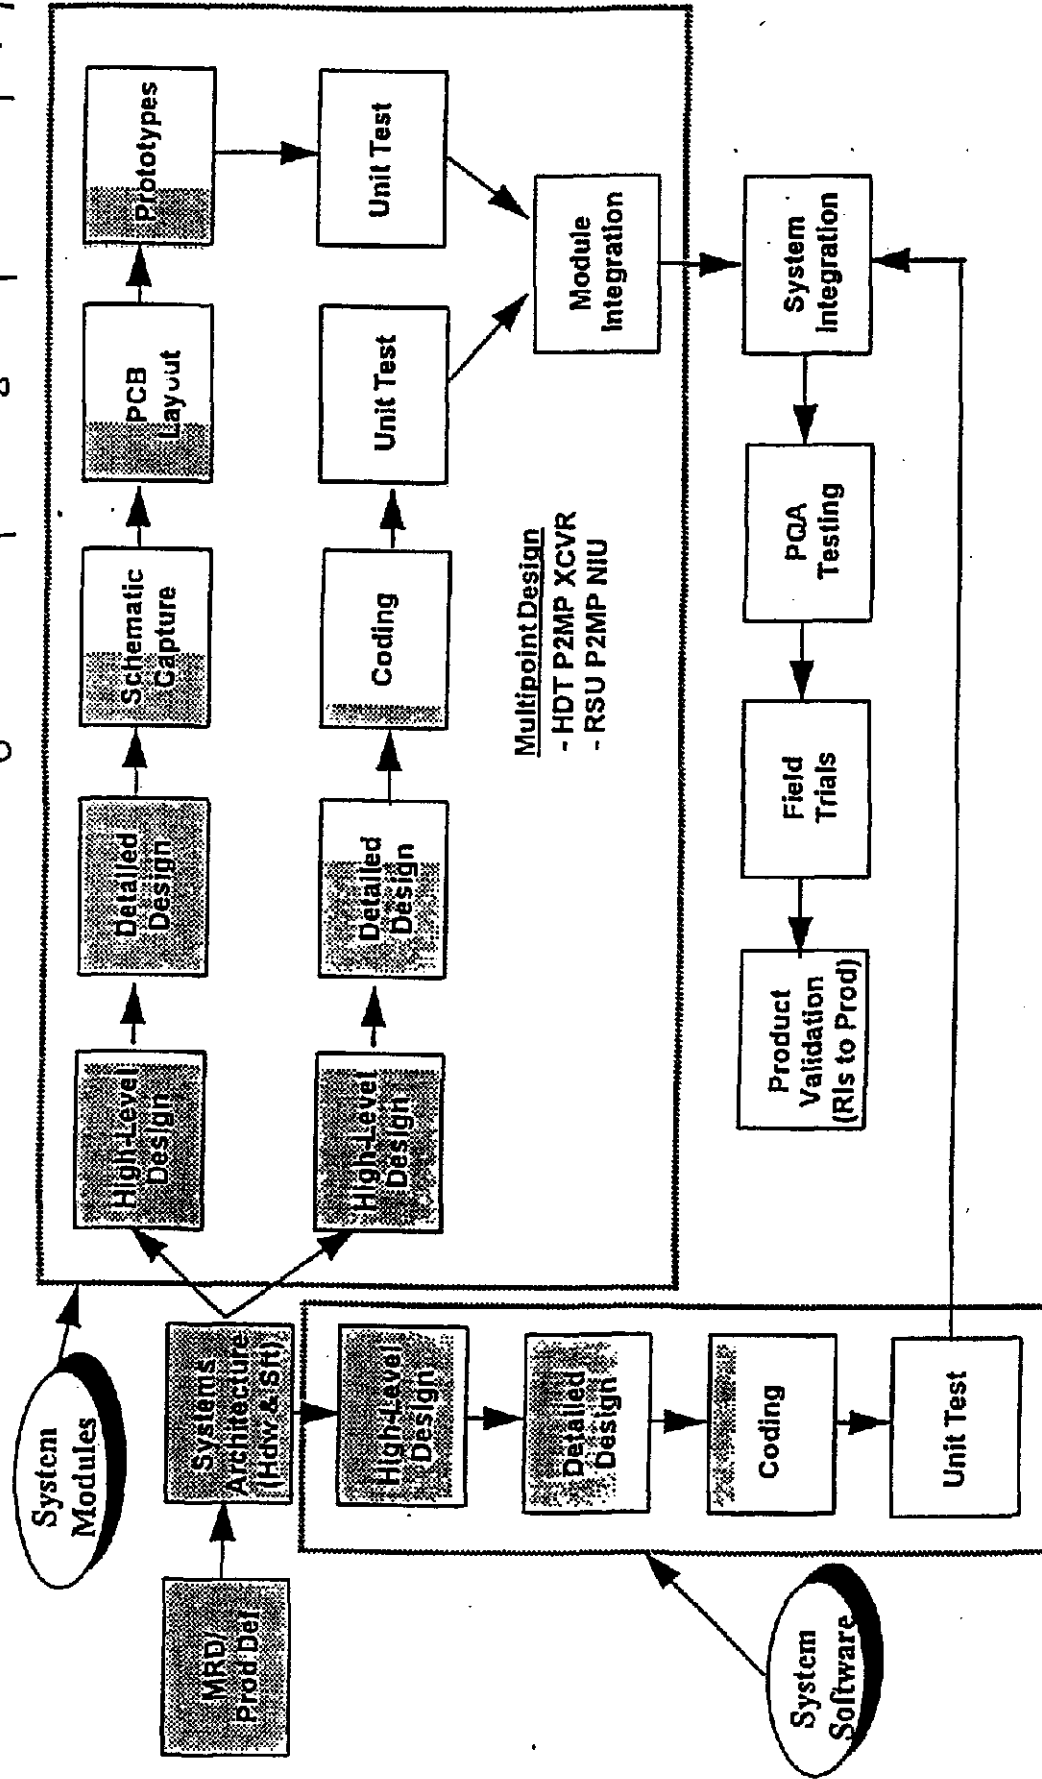 System
Modules
MRD/
Prod Def
Systems
Architecture
(Hdw & Sft)
High-Level
Design
Detailed
Design
Schematic
Capture
PCB
Layout
Prototypes
Unit Test
High-Level
Design
Detailed
Design
Coding
Unit Test
Module
Integration
Multipoint Design
- HDT P2MP XCVR
- RSU P2MP NIU
High-Level
Design
Detailed
Design
Coding
Unit Test
System
Software
System
Integration
PQA
Testing
Field
Trials
Product
Validation
(RIs to Prod)